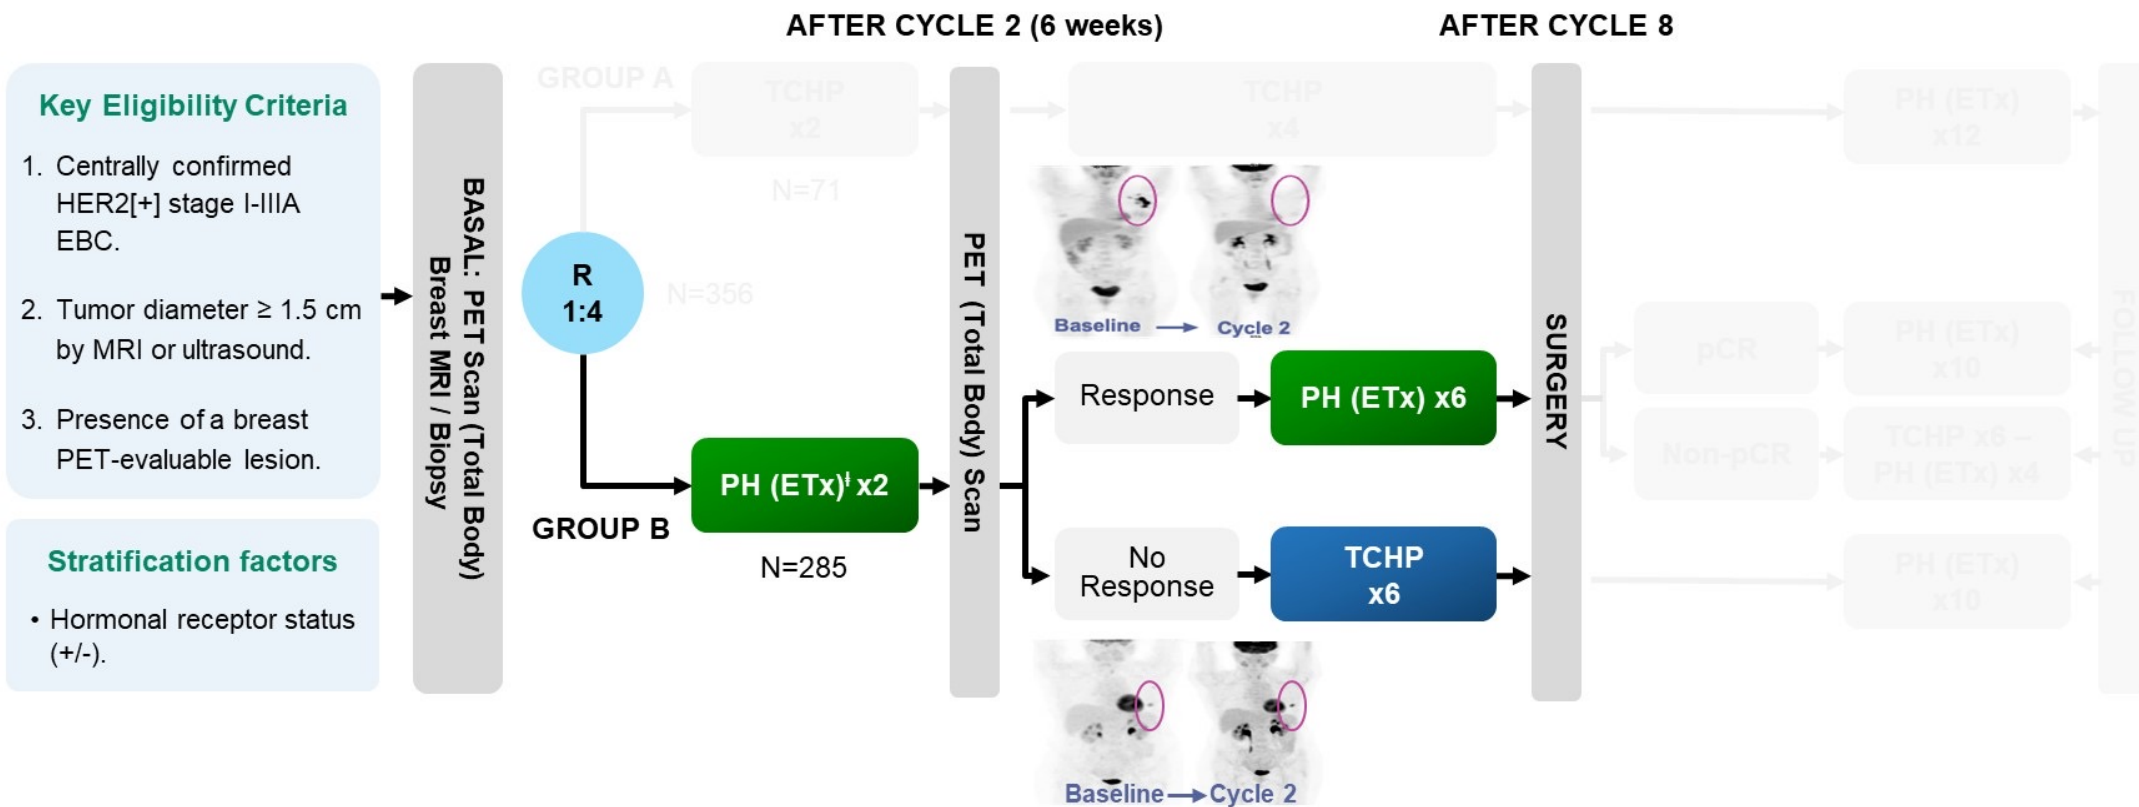 AFTER CYCLE 2 (6 weeks)
AFTER CYCLE 8
Key Eligibility Criteria
1. Centrally confirmed
HER2[+] stage I-IIIA
EBC.
2. Tumor diameter ≥ 1.5 cm
by MRI or ultrasound.
3. Presence of a breast
PET-evaluable lesion.
Stratification factors
• Hormonal receptor status
(+/-).
BASAL: PET Scan (Total Body)
Breast MRI / Biopsy
GROUP A
TCHP
x2
N=71
R
1:4
N=356
GROUP B
PH (ETx)ǂ x2
N=285
PET (Total Body) Scan
TCHP
x4
Baseline
Cycle 2
Response
PH (ETx) x6
No
Response
TCHP
x6
Baseline
Cycle 2
SURGERY
PH (ETx)
x12
pCR
PH (ETx)
x10
Non-pCR
TCHP x6 –
PH (ETx) x4
PH (ETx)
x10
FOLLOW UP